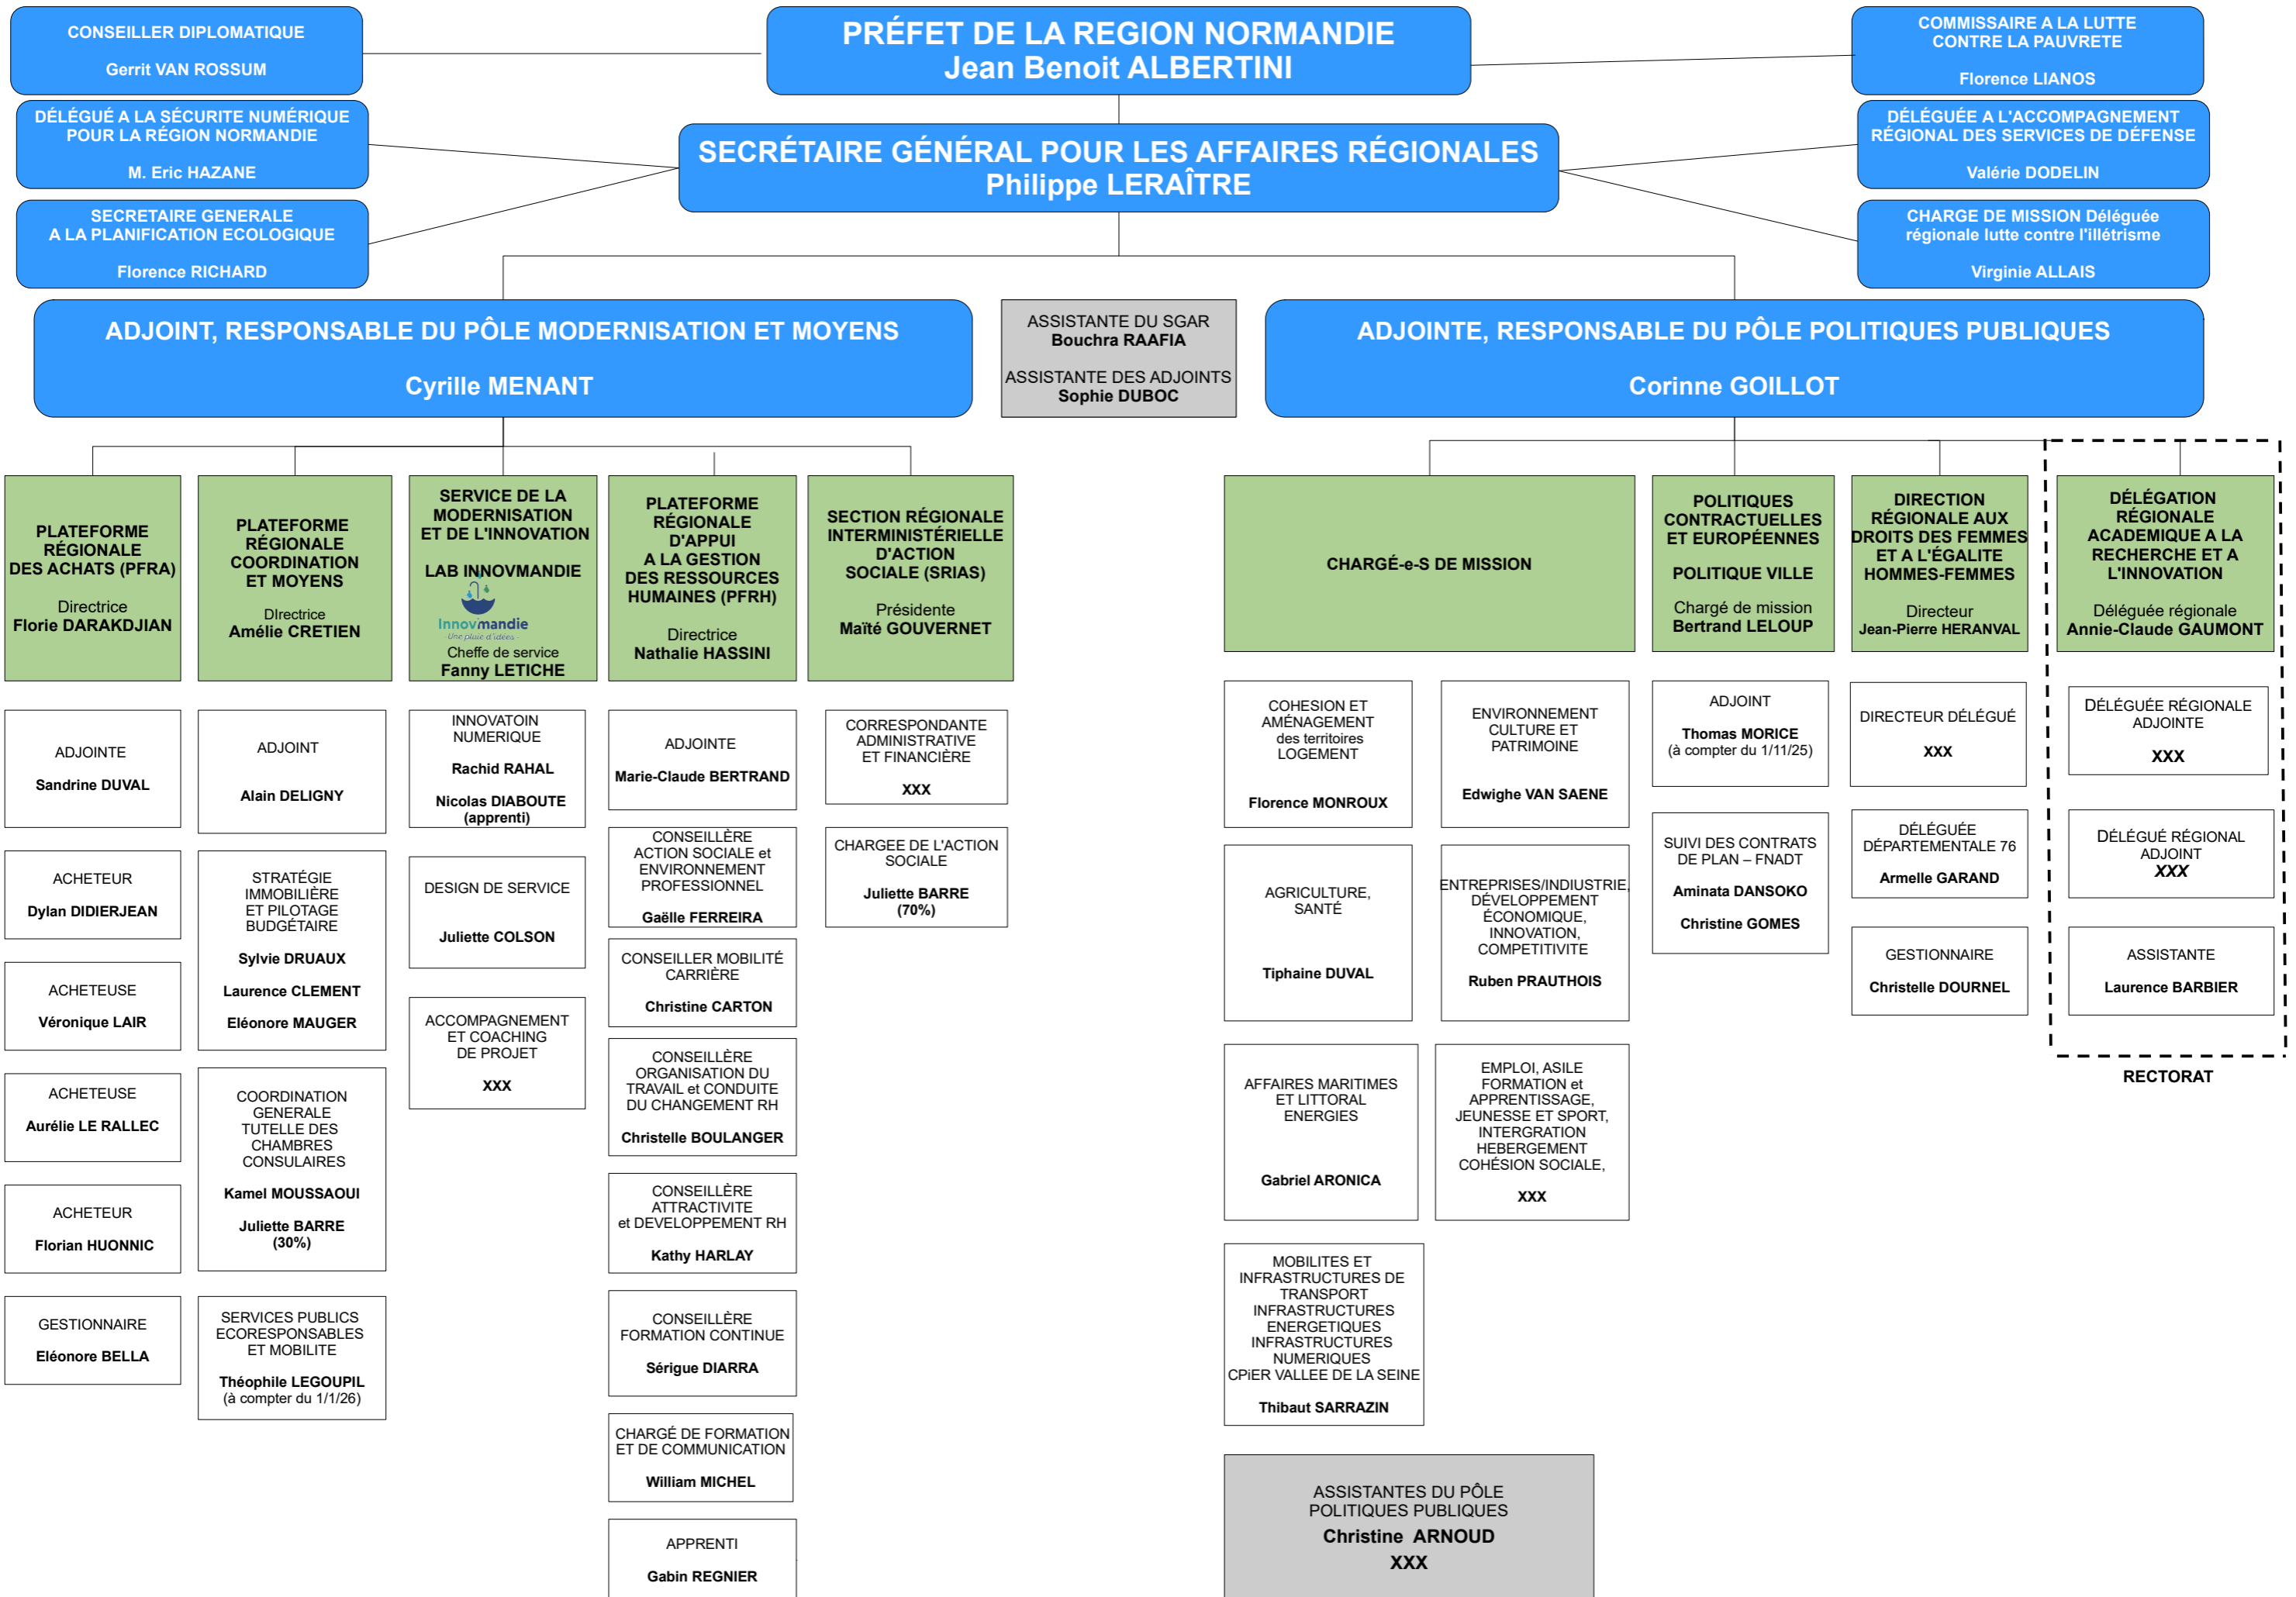 CONSEILLER DIPLOMATIQUE
Gerrit VAN ROSSUM
PRÉFET DE LA REGION NORMANDIE
Jean Benoit ALBERTINI
COMMISSAIRE A LA LUTTE
CONTRE LA PAUVRETE
Florence LIANOS
DÉLÉGUÉ A LA SÉCURITE NUMÉRIQUE
POUR LA RÉGION NORMANDIE
M. Eric HAZANE
SECRÉTAIRE GÉNÉRAL POUR LES AFFAIRES RÉGIONALES
Philippe LERAÎTRE
DÉLÉGUÉE A L'ACCOMPAGNEMENT
RÉGIONAL DES SERVICES DE DÉFENSE
Valérie DODELIN
SECRETAIRE GENERALE
A LA PLANIFICATION ECOLOGIQUE
Florence RICHARD
CHARGE DE MISSION Déléguée
régionale lutte contre l'illétrisme
Virginie ALLAIS
ADJOINT, RESPONSABLE DU PÔLE MODERNISATION ET MOYENS
Cyrille MENANT
ASSISTANTE DU SGAR
Bouchra RAAFIA
ASSISTANTE DES ADJOINTS
Sophie DUBOC
ADJOINTE, RESPONSABLE DU PÔLE POLITIQUES PUBLIQUES
Corinne GOILLOT
PLATEFORME
RÉGIONALE
DES ACHATS (PFRA)
Directrice
Florie DARAKDJIAN
ADJOINTE
Sandrine DUVAL
ACHETEUR
Dylan DIDIERJEAN
ACHETEUSE
Véronique LAIR
ACHETEUSE
Aurélie LE RALLEC
ACHETEUR
Florian HUONNIC
GESTIONNAIRE
Eléonore BELLA
PLATEFORME
RÉGIONALE
COORDINATION
ET MOYENS
DIrectrice
Amélie CRETIEN
ADJOINT
Alain DELIGNY
STRATÉGIE
IMMOBILIÈRE
ET PILOTAGE
BUDGÉTAIRE
Sylvie DRUAUX
Laurence CLEMENT
Eléonore MAUGER
COORDINATION
GENERALE
TUTELLE DES
CHAMBRES
CONSULAIRES
Kamel MOUSSAOUI
Juliette BARRE
(30%)
SERVICES PUBLICS
ECORESPONSABLES
ET MOBILITE
Théophile LEGOUPIL
(à compter du 1/1/26)
SERVICE DE LA
MODERNISATION
ET DE L'INNOVATION
LAB INNOVMANDIE
Innov'mandie
Une pluie d'idées
Cheffe de service
Fanny LETICHE
INNOVATOIN
NUMERIQUE
Rachid RAHAL
Nicolas DIABOUTE
(apprenti)
DESIGN DE SERVICE
Juliette COLSON
ACCOMPAGNEMENT
ET COACHING
DE PROJET
XXX
PLATEFORME
RÉGIONALE
D'APPUI
A LA GESTION
DES RESSOURCES
HUMAINES (PFRH)
Directrice
Nathalie HASSINI
ADJOINTE
Marie-Claude BERTRAND
CONSEILLÈRE
ACTION SOCIALE et
ENVIRONNEMENT
PROFESSIONNEL
Gaëlle FERREIRA
CONSEILLER MOBILITÉ
CARRIÈRE
Christine CARTON
CONSEILLÈRE
ORGANISATION DU
TRAVAIL et CONDUITE
DU CHANGEMENT RH
Christelle BOULANGER
CONSEILLÈRE
ATTRACTIVITE
et DEVELOPPEMENT RH
Kathy HARLAY
CONSEILLÈRE
FORMATION CONTINUE
Sérigue DIARRA
CHARGÉ DE FORMATION
ET DE COMMUNICATION
William MICHEL
APPRENTI
Gabin REGNIER
SECTION RÉGIONALE
INTERMINISTÉRIELLE
D'ACTION
SOCIALE (SRIAS)
Présidente
Maïté GOUVERNET
CORRESPONDANTE
ADMINISTRATIVE
ET FINANCIÈRE
XXX
CHARGEE DE L'ACTION
SOCIALE
Juliette BARRE
(70%)
CHARGÉ-e-S DE MISSION
COHESION ET
AMÉNAGEMENT
des territoires
LOGEMENT
Florence MONROUX
ENVIRONNEMENT
CULTURE ET
PATRIMOINE
Edwighe VAN SAENE
AGRICULTURE,
SANTÉ
Tiphaine DUVAL
ENTREPRISES/INDIUSTRIE,
DÉVELOPPEMENT
ÉCONOMIQUE,
INNOVATION,
COMPETITIVITE
Ruben PRAUTHOIS
AFFAIRES MARITIMES
ET LITTORAL
ENERGIES
Gabriel ARONICA
EMPLOI, ASILE
FORMATION et
APPRENTISSAGE,
JEUNESSE ET SPORT,
INTERGRATION
HEBERGEMENT
COHÉSION SOCIALE,
XXX
MOBILITES ET
INFRASTRUCTURES DE
TRANSPORT
INFRASTRUCTURES
ENERGETIQUES
INFRASTRUCTURES
NUMERIQUES
CPiER VALLEE DE LA SEINE
Thibaut SARRAZIN
ASSISTANTES DU PÔLE
POLITIQUES PUBLIQUES
Christine ARNOUD
XXX
POLITIQUES
CONTRACTUELLES
ET EUROPÉENNES
POLITIQUE VILLE
Chargé de mission
Bertrand LELOUP
ADJOINT
Thomas MORICE
(à compter du 1/11/25)
SUIVI DES CONTRATS
DE PLAN – FNADT
Aminata DANSOKO
Christine GOMES
DIRECTION
RÉGIONALE AUX
DROITS DES FEMMES
ET A L'ÉGALITE
HOMMES-FEMMES
Directeur
Jean-Pierre HERANVAL
DIRECTEUR DÉLÉGUÉ
XXX
DÉLÉGUÉE
DÉPARTEMENTALE 76
Armelle GARAND
GESTIONNAIRE
Christelle DOURNEL
DÉLÉGATION
RÉGIONALE
ACADEMIQUE A LA
RECHERCHE ET A
L'INNOVATION
Déléguée régionale
Annie-Claude GAUMONT
DÉLÉGUÉE RÉGIONALE
ADJOINTE
XXX
DÉLÉGUÉ RÉGIONAL
ADJOINT
XXX
ASSISTANTE
Laurence BARBIER
RECTORAT